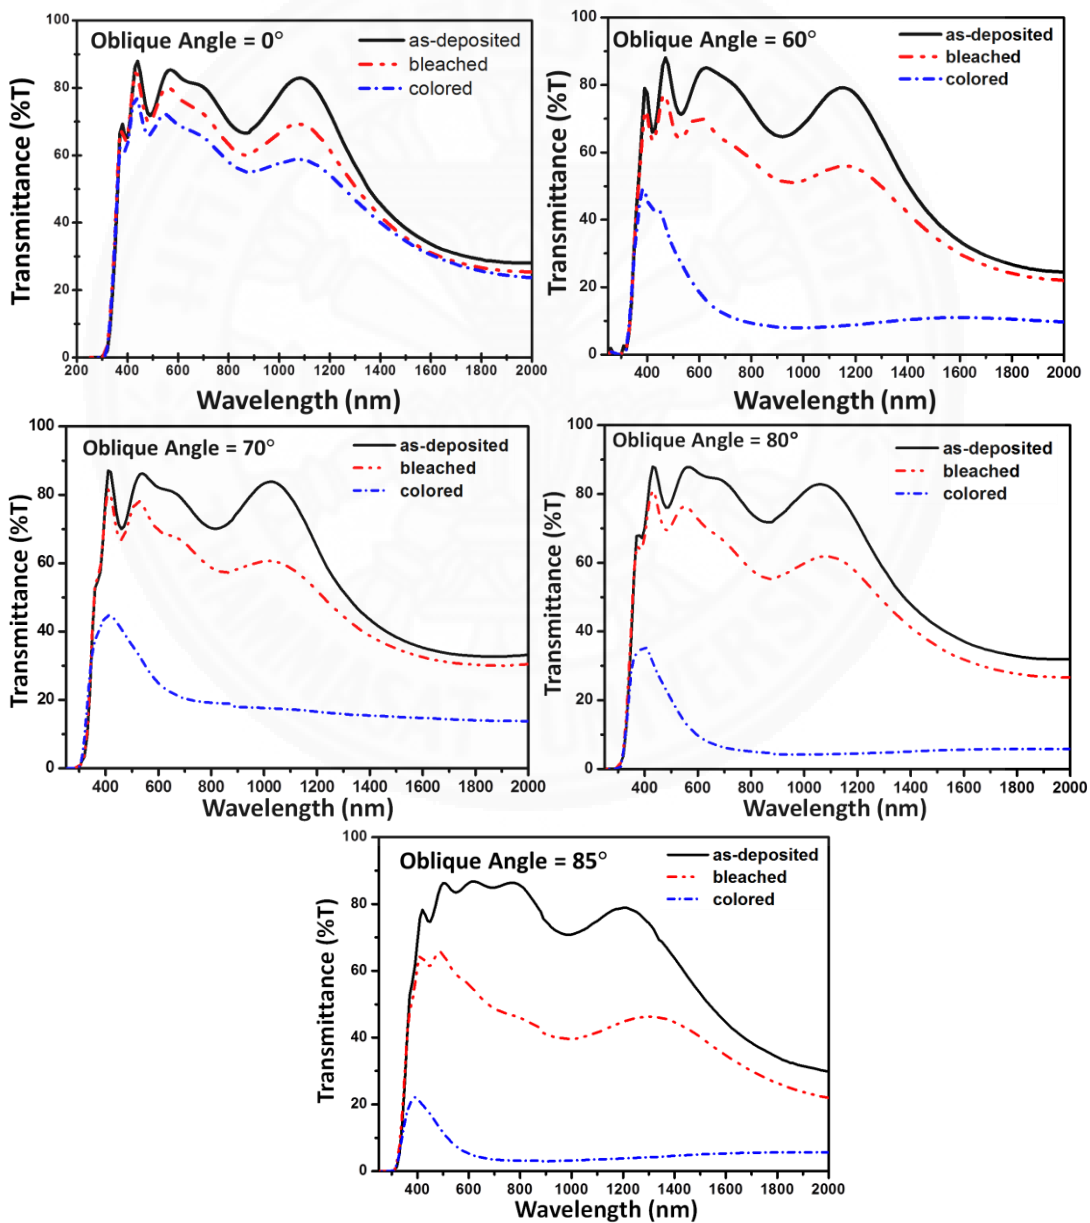 Oblique Angle = 0°
as-deposited
bleached
colored
Transmittance (%T)
100
80
60
40
20
0
200 400 600 800 1000 1200 1400 1600 1800 2000
Wavelength (nm)
Oblique Angle = 60°
as-deposited
bleached
colored
Transmittance (%T)
100
80
60
40
20
0
400 600 800 1000 1200 1400 1600 1800 2000
Wavelength (nm)
Oblique Angle = 70°
as-deposited
bleached
colored
Transmittance (%T)
100
80
60
40
20
0
400 600 800 1000 1200 1400 1600 1800 2000
Wavelength (nm)
Oblique Angle = 80°
as-deposited
bleached
colored
Transmittance (%T)
100
80
60
40
20
0
400 600 800 1000 1200 1400 1600 1800 2000
Wavelength (nm)
Oblique Angle = 85°
as-deposited
bleached
colored
Transmittance (%T)
100
80
60
40
20
0
400 600 800 1000 1200 1400 1600 1800 2000
Wavelength (nm)